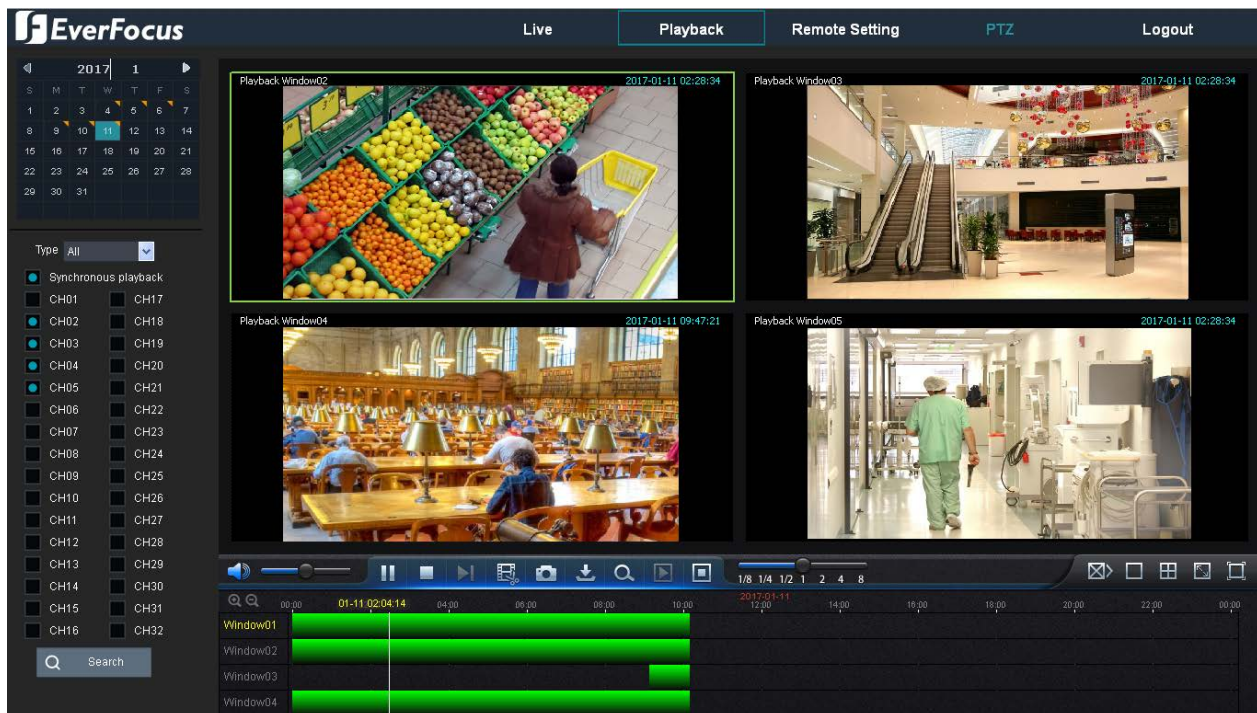 EverFocus
Live Playback Remote Setting PTZ Logout
2017 1
S M T W T F S
1 2 3 4 5 6 7
8 9 10 11 12 13 14
15 16 17 18 19 20 21
22 23 24 25 26 27 28
29 30 31
Type All
Synchronous playback
CH01 CH17
CH02 CH18
CH03 CH19
CH04 CH20
CH05 CH21
CH06 CH22
CH07 CH23
CH08 CH24
CH09 CH25
CH10 CH26
CH11 CH27
CH12 CH28
CH13 CH29
CH14 CH30
CH15 CH31
CH16 CH32
Search
Playback Window02 2017-01-11 02:28:34
Playback Window03 2017-01-11 02:28:34
Playback Window04 2017-01-11 09:47:21
Playback Window05 2017-01-11 02:28:34
1/8 1/4 1/2 1 2 4 8
2017-01-11
00:00 01-11 02:04:14 04:00 06:00 08:00 10:00 12:00 14:00 16:00 18:00 20:00 22:00 00:00
Window01
Window02
Window03
Window04